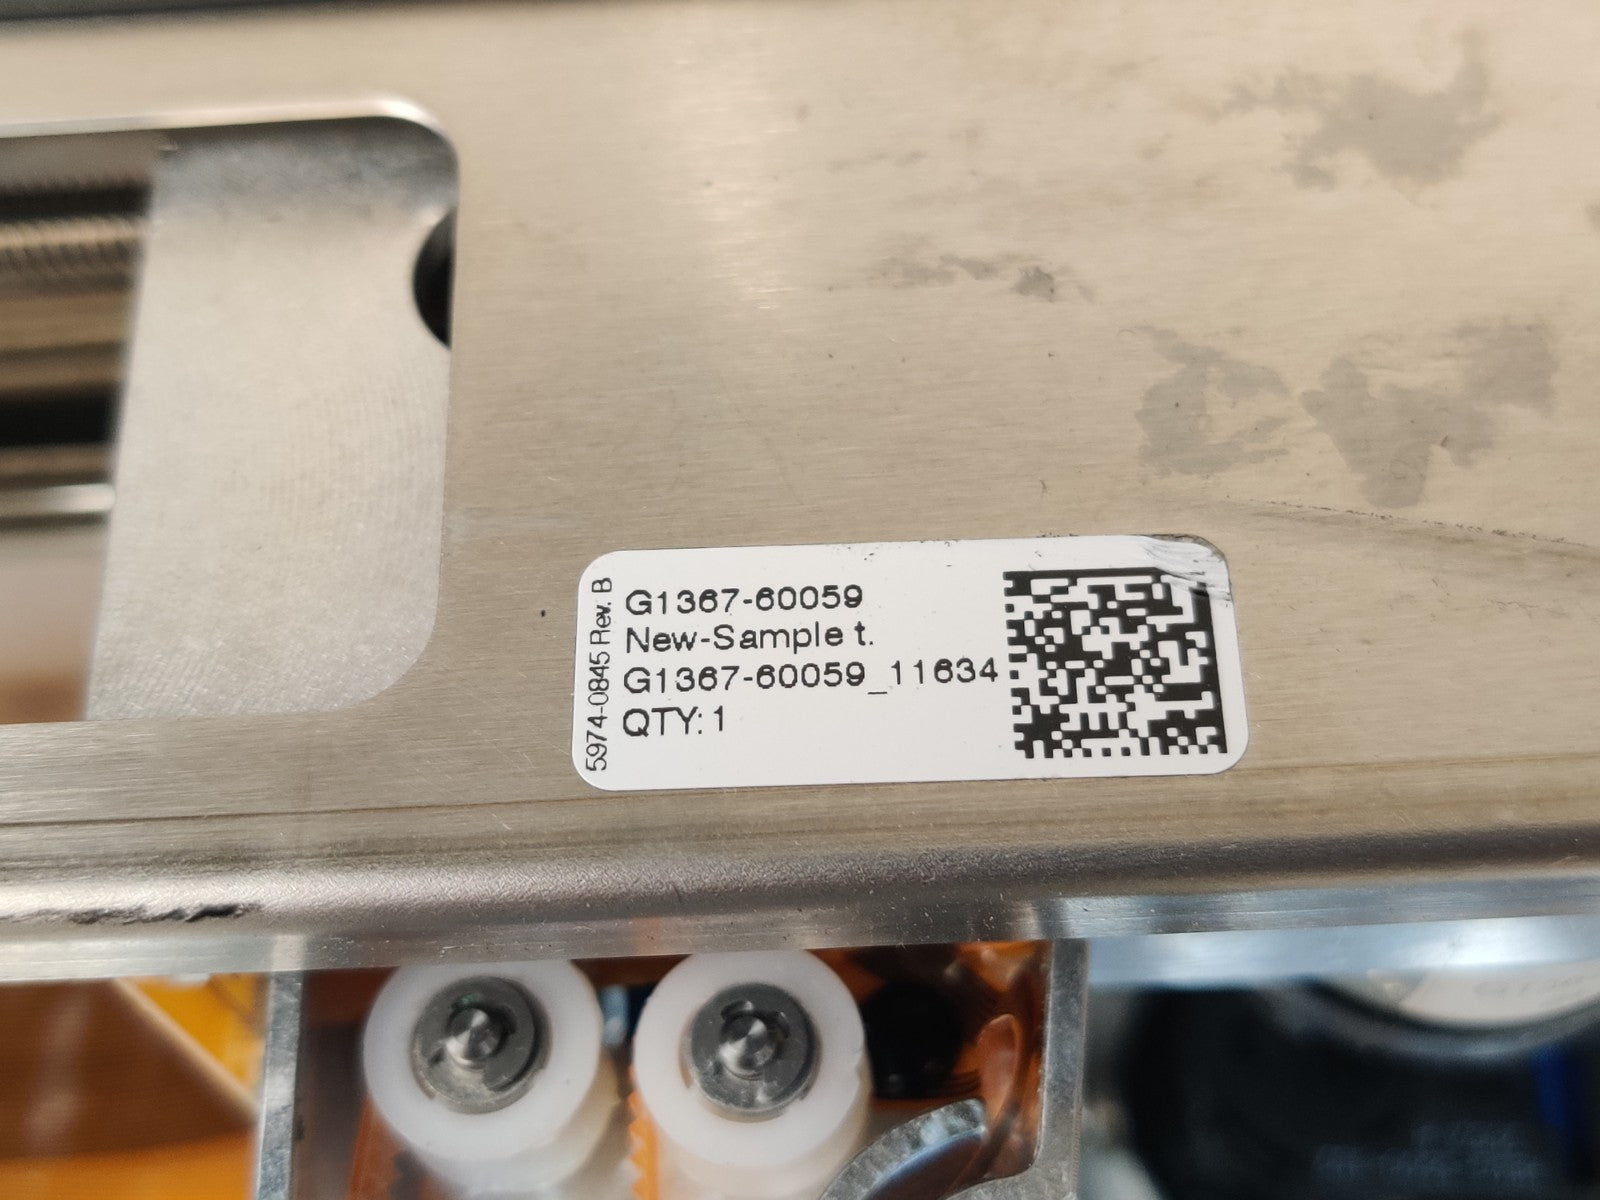 G1367-60059
New-Sample t.
G1367-60059_11634
QTY: 1
5974-0845 Rev. B